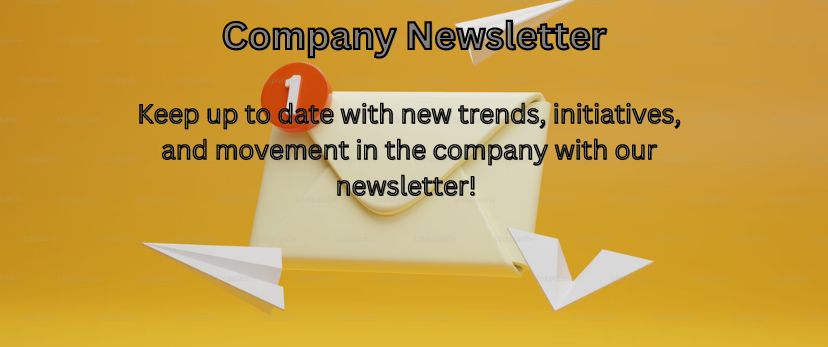 Company Newsletter
1
Keep up to date with new trends, initiatives,
and movement in the company with our
newsletter!